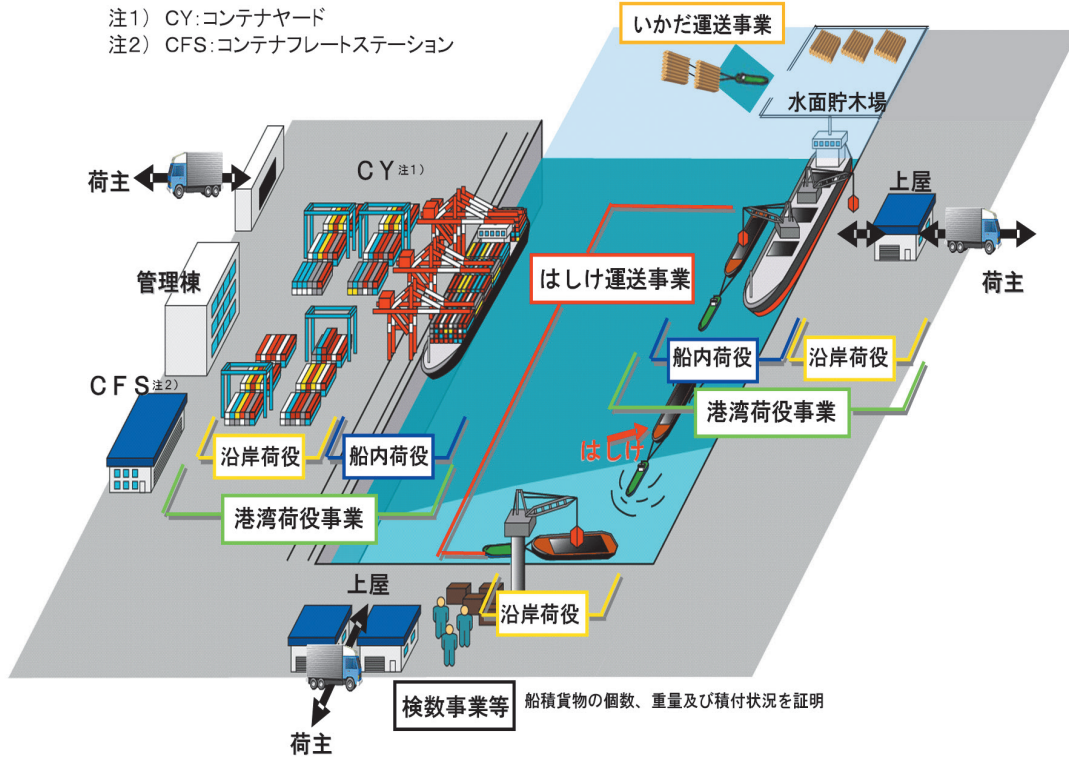 注1) CY:コンテナヤード
注2) CFS:コンテナフレートステーション
いかだ運送事業
水面貯木場
CY注1)
荷主
上屋
管理棟
はしけ運送事業
荷主
船内荷役
沿岸荷役
CFS注2)
港湾荷役事業
はしけ
沿岸荷役
船内荷役
港湾荷役事業
上屋
沿岸荷役
検数事業等
船積貨物の個数、重量及び積付状況を証明
荷主